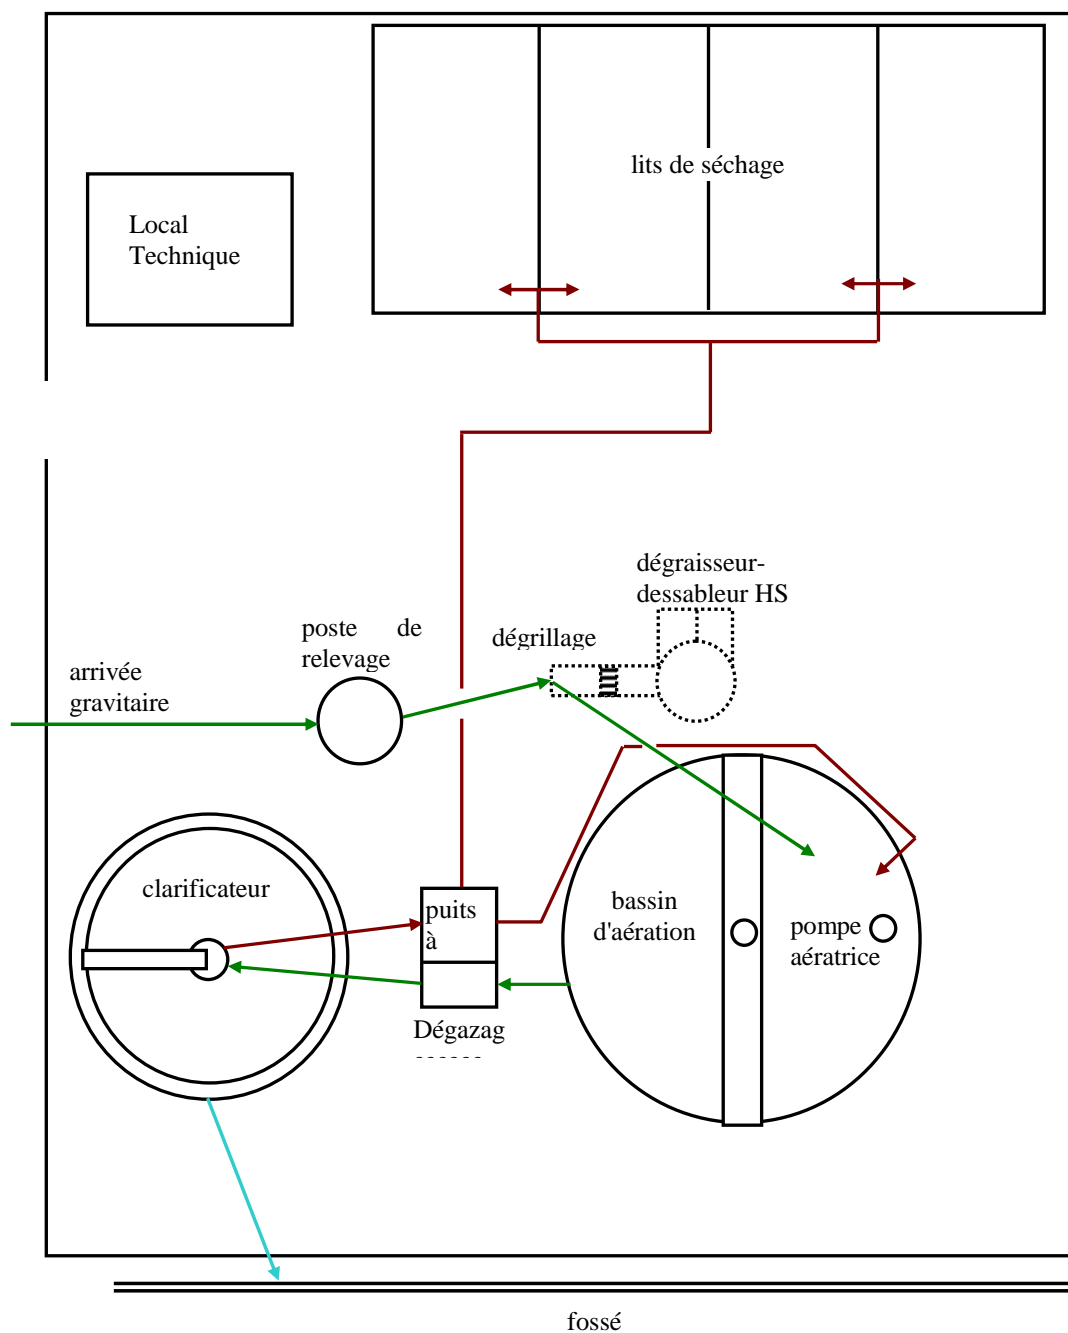 lits de séchage
Local
Technique
dégraisseur-
dessableur HS
poste de
relevage
dégrillage
arrivée
gravitaire
clarificateur
puits
à
bassin
d'aération
pompe
aératrice
Dégazag
fossé